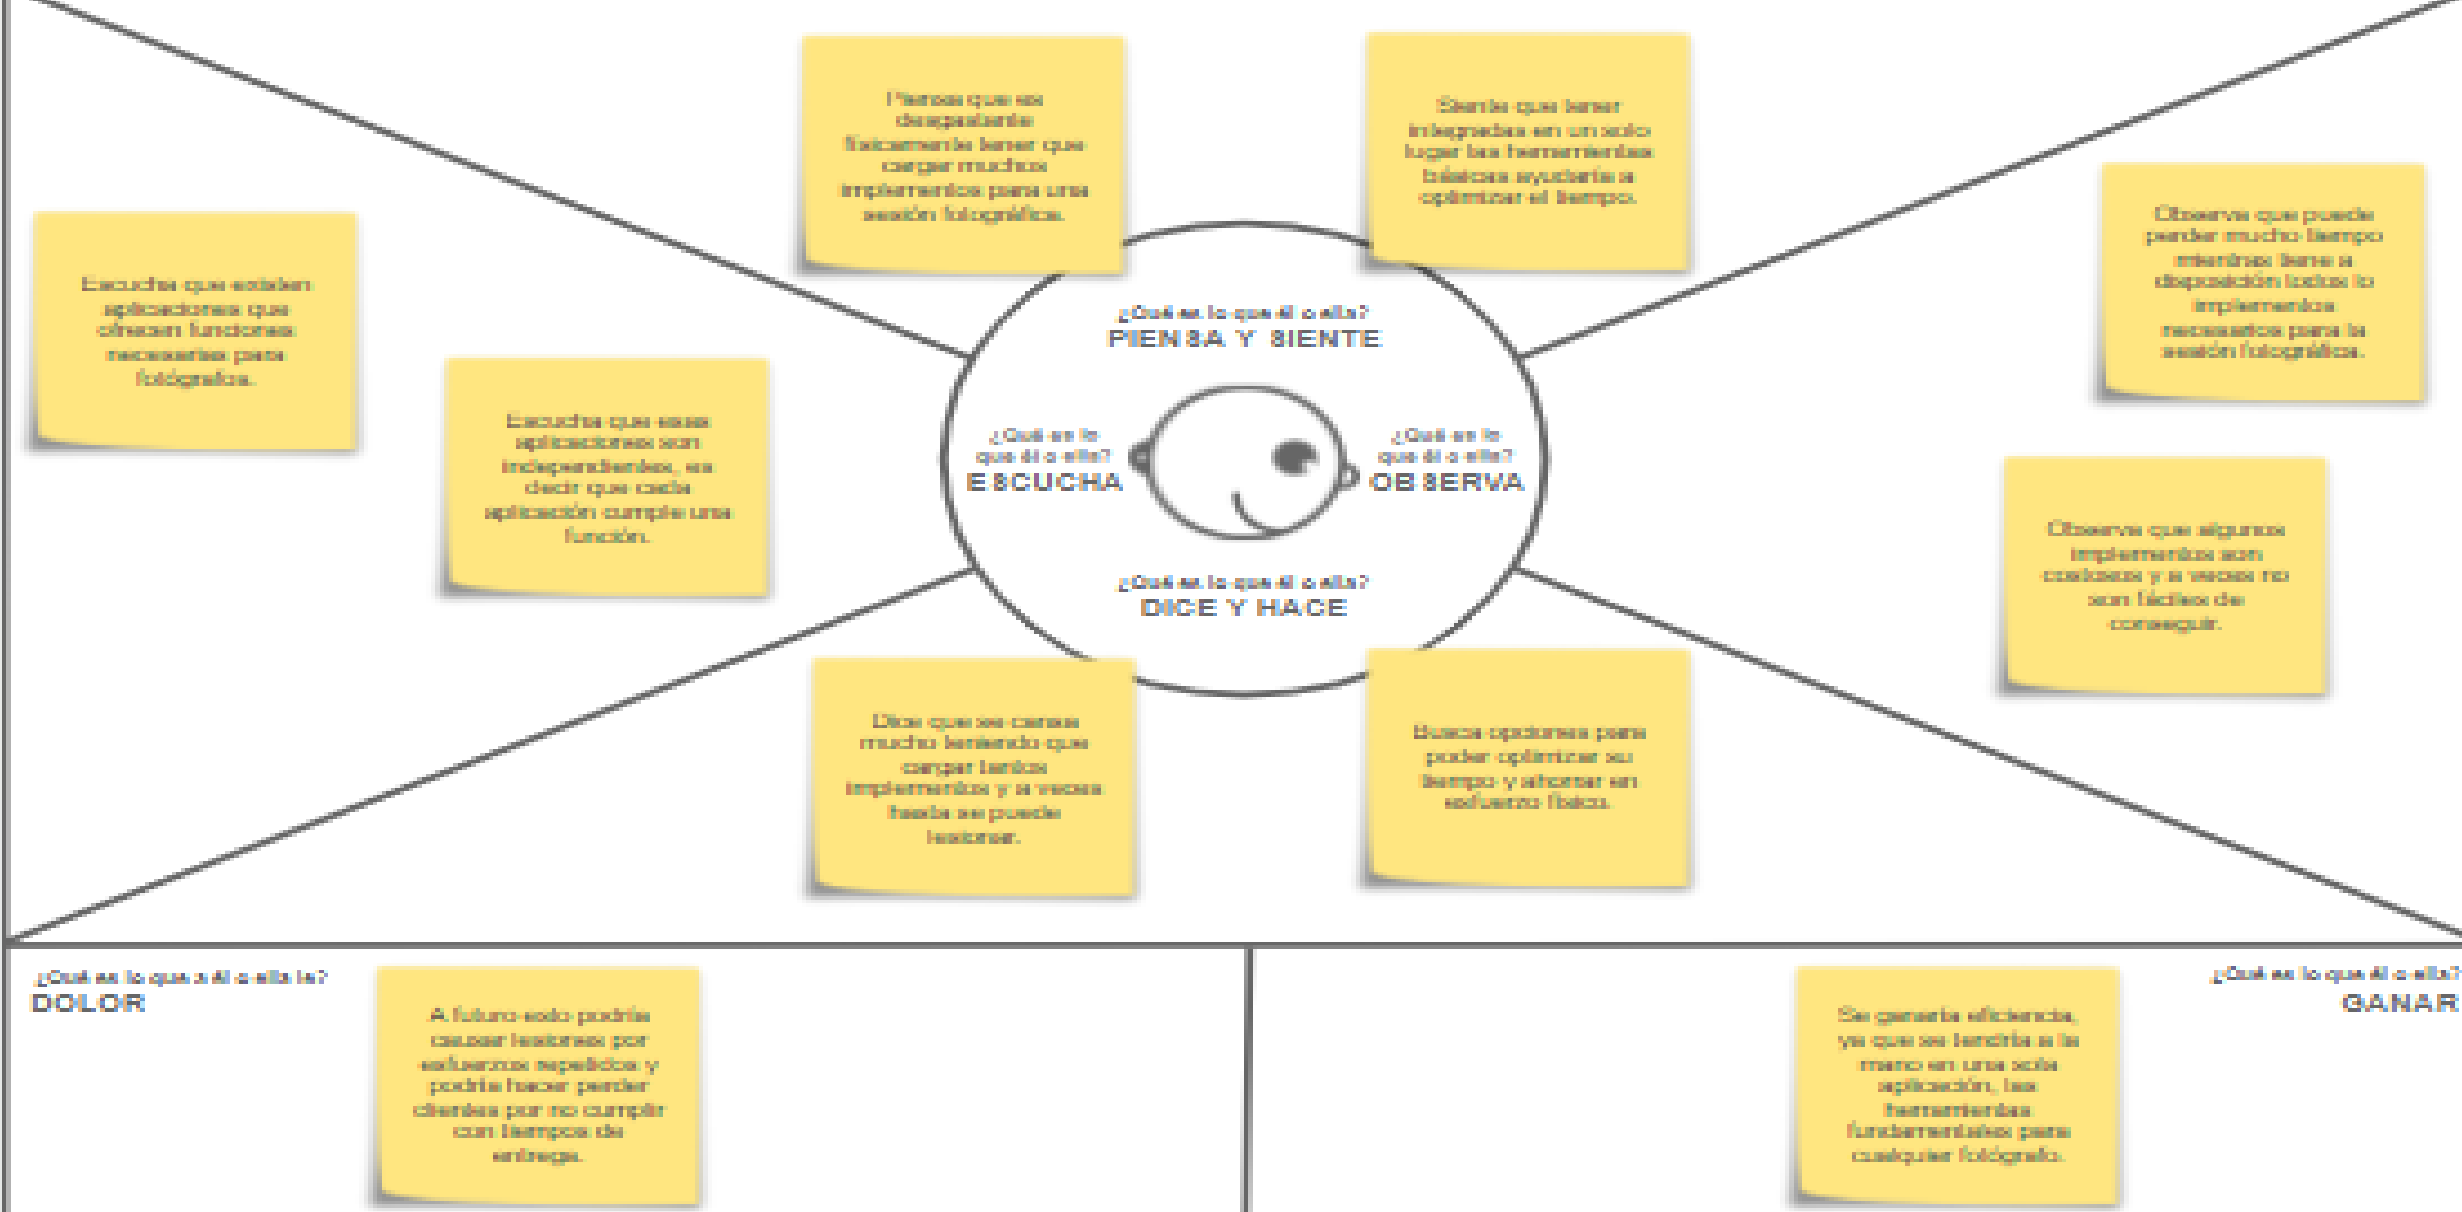 Piensa que es
desgastante
físicamente tener que
cargar muchos
implementos para una
sesión fotográfica.
Siente que tener
integradas en un solo
lugar las herramientas
básicas ayudaría a
optimizar el tiempo.
Escucha que existen
aplicaciones que
ofrecen funciones
necesarias para
fotógrafos.
Escucha que esas
aplicaciones son
independientes, es
decir que cada
aplicación cumple una
función.
¿Qué es lo que él o ella?
PIENSA Y SIENTE
¿Qué es lo
que él o ella?
ESCUCHA
¿Qué es lo
que él o ella?
OBSERVA
¿Qué es lo que él o ella?
DICE Y HACE
Observa que puede
perder mucho tiempo
mientras tiene a
disposición todos lo
implementos
necesarios para la
sesión fotográfica.
Observa que algunos
implementos son
costosos y a veces no
son fáciles de
conseguir.
Dice que se cansa
mucho teniendo que
cargar tantos
implementos y a veces
hasta se puede
lesionar.
Busca opciones para
poder optimizar su
tiempo y ahorrar en
esfuerzo físico.
¿Qué es lo que a él o ella le?
DOLOR
A futuro esto podría
causar lesiones por
esfuerzos repetidos y
podría hacer perder
clientes por no cumplir
con tiempos de
entrega.
Se ganaría eficiencia,
ya que se tendría a la
mano en una sola
aplicación, las
herramientas
fundamentales para
cualquier fotógrafo.
¿Qué es lo que él o ella?
GANAR